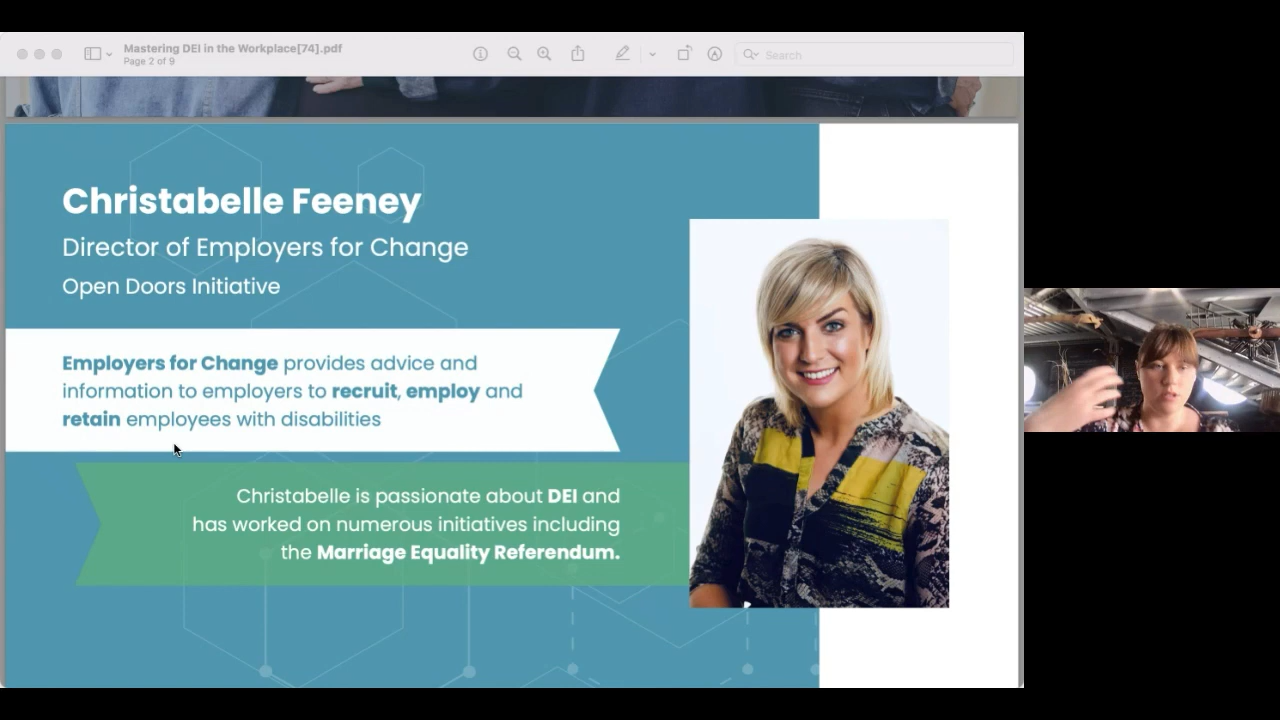 Mastering DEI in the Workplace[74].pdf
Page 2 of 9
Search
Christabelle Feeney
Director of Employers for Change
Open Doors Initiative
Employers for Change provides advice and
information to employers to recruit, employ and
retain employees with disabilities
Christabelle is passionate about DEI and
has worked on numerous initiatives including
the Marriage Equality Referendum.